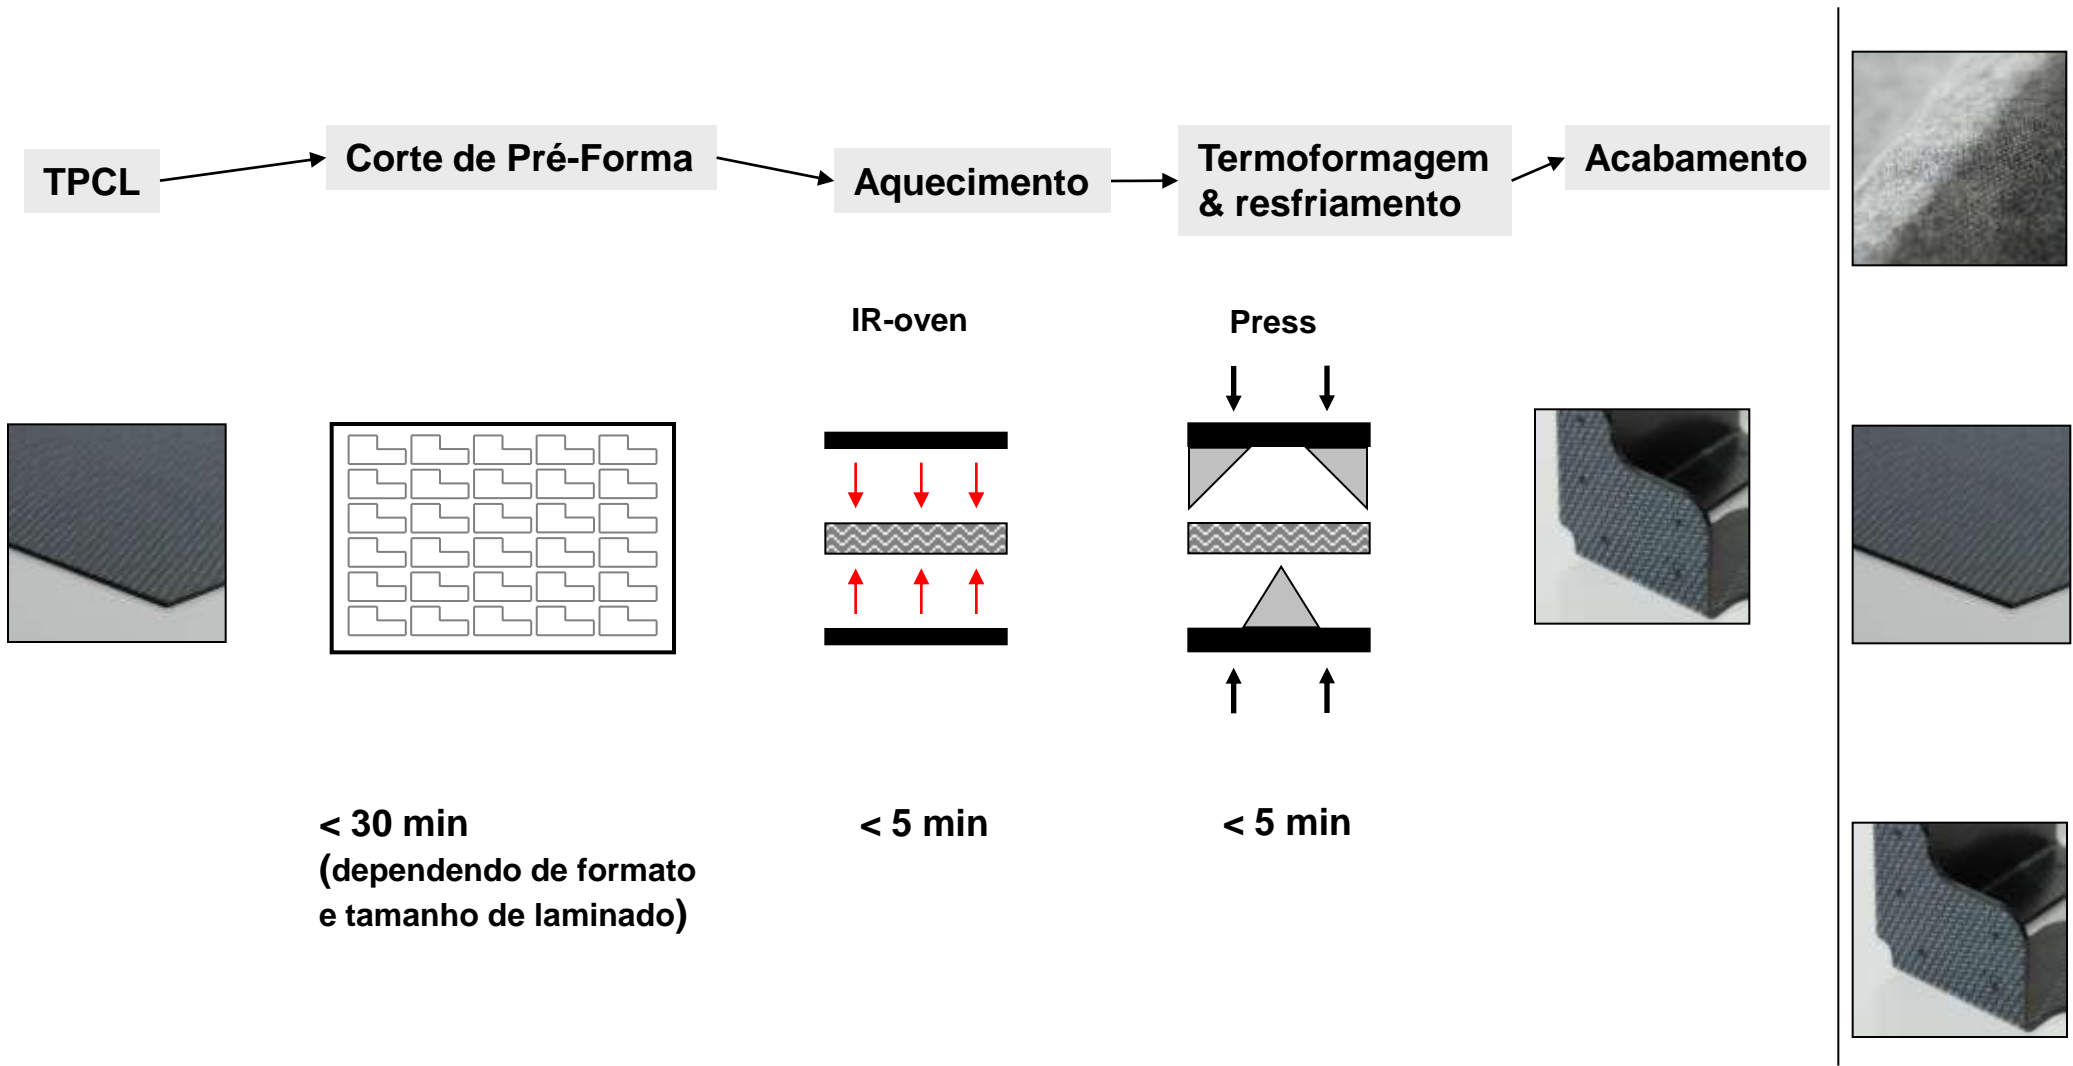 TPCL
Corte de Pré-Forma
Aquecimento
Termoformagem
& resfriamento
Acabamento
IR-oven
Press
< 30 min
(dependendo de formato
e tamanho de laminado)
< 5 min
< 5 min